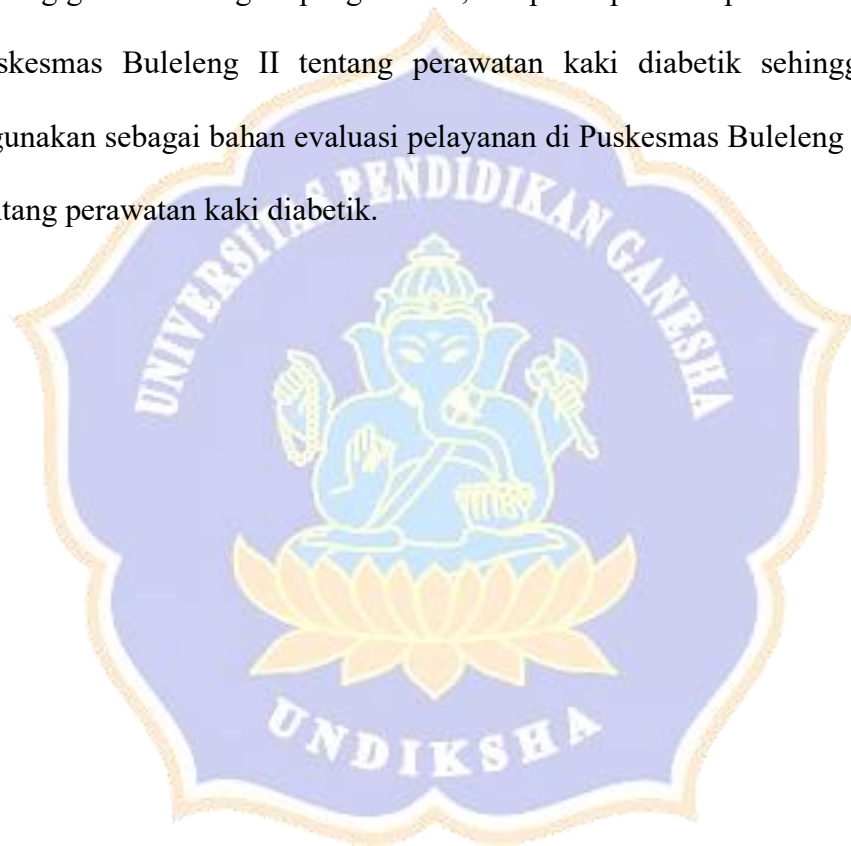 skesmas Buleleng II tentang perawatan kaki diabetik sehingg
gunakan sebagai bahan evaluasi pelayanan di Puskesmas Buleleng
tang perawatan kaki diabetik.
UNIVERSITAS PENDIDIKAN GANESHA
UNDIKSHA